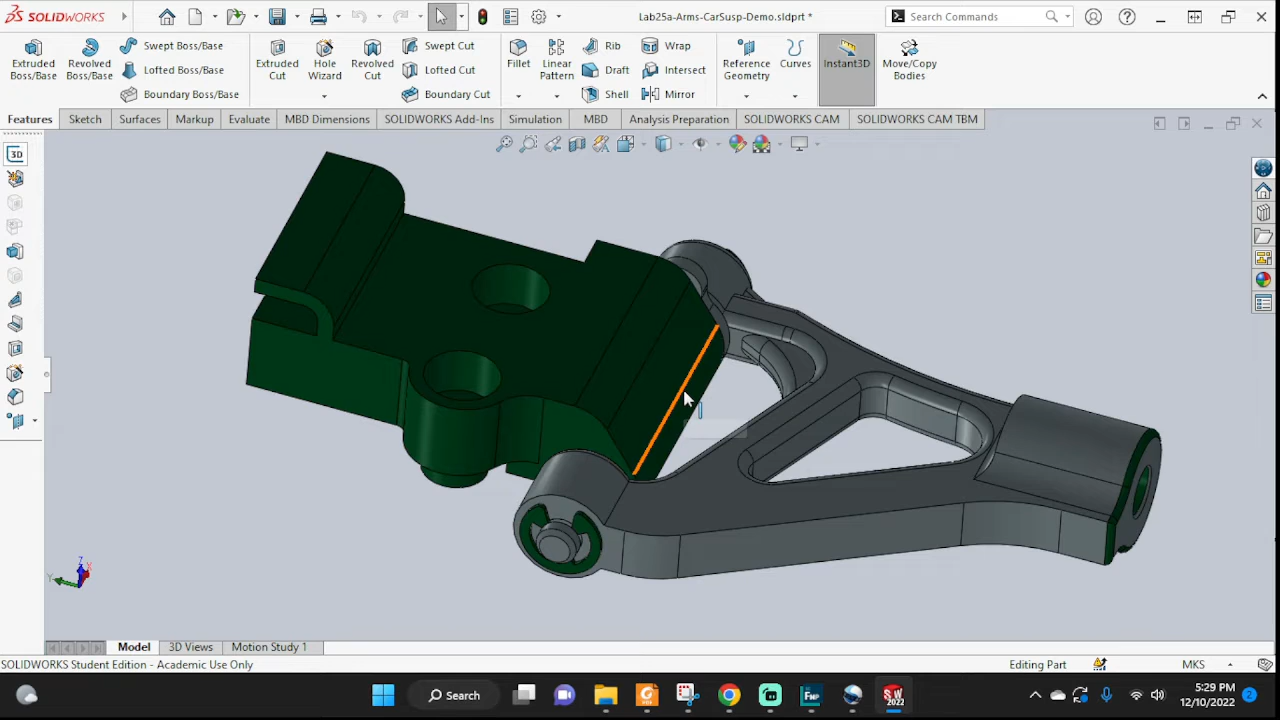 SOLIDWORKS
Lab25a-Arms-CarSusp-Demo.sldprt *
Search Commands
Extruded Boss/Base
Revolved Boss/Base
Swept Boss/Base
Lofted Boss/Base
Boundary Boss/Base
Extruded Cut
Hole Wizard
Revolved Cut
Swept Cut
Lofted Cut
Boundary Cut
Fillet
Linear Pattern
Rib
Draft
Shell
Wrap
Intersect
Mirror
Reference Geometry
Curves
Instant3D
Move/Copy Bodies
Features Sketch Surfaces Markup Evaluate MBD Dimensions SOLIDWORKS Add-Ins Simulation MBD Analysis Preparation SOLIDWORKS CAM SOLIDWORKS CAM TBM
3D
Z
X
Y
Model 3D Views Motion Study 1
SOLIDWORKS Student Edition - Academic Use Only
Editing Part
MKS
Search
5:29 PM
12/10/2022
2